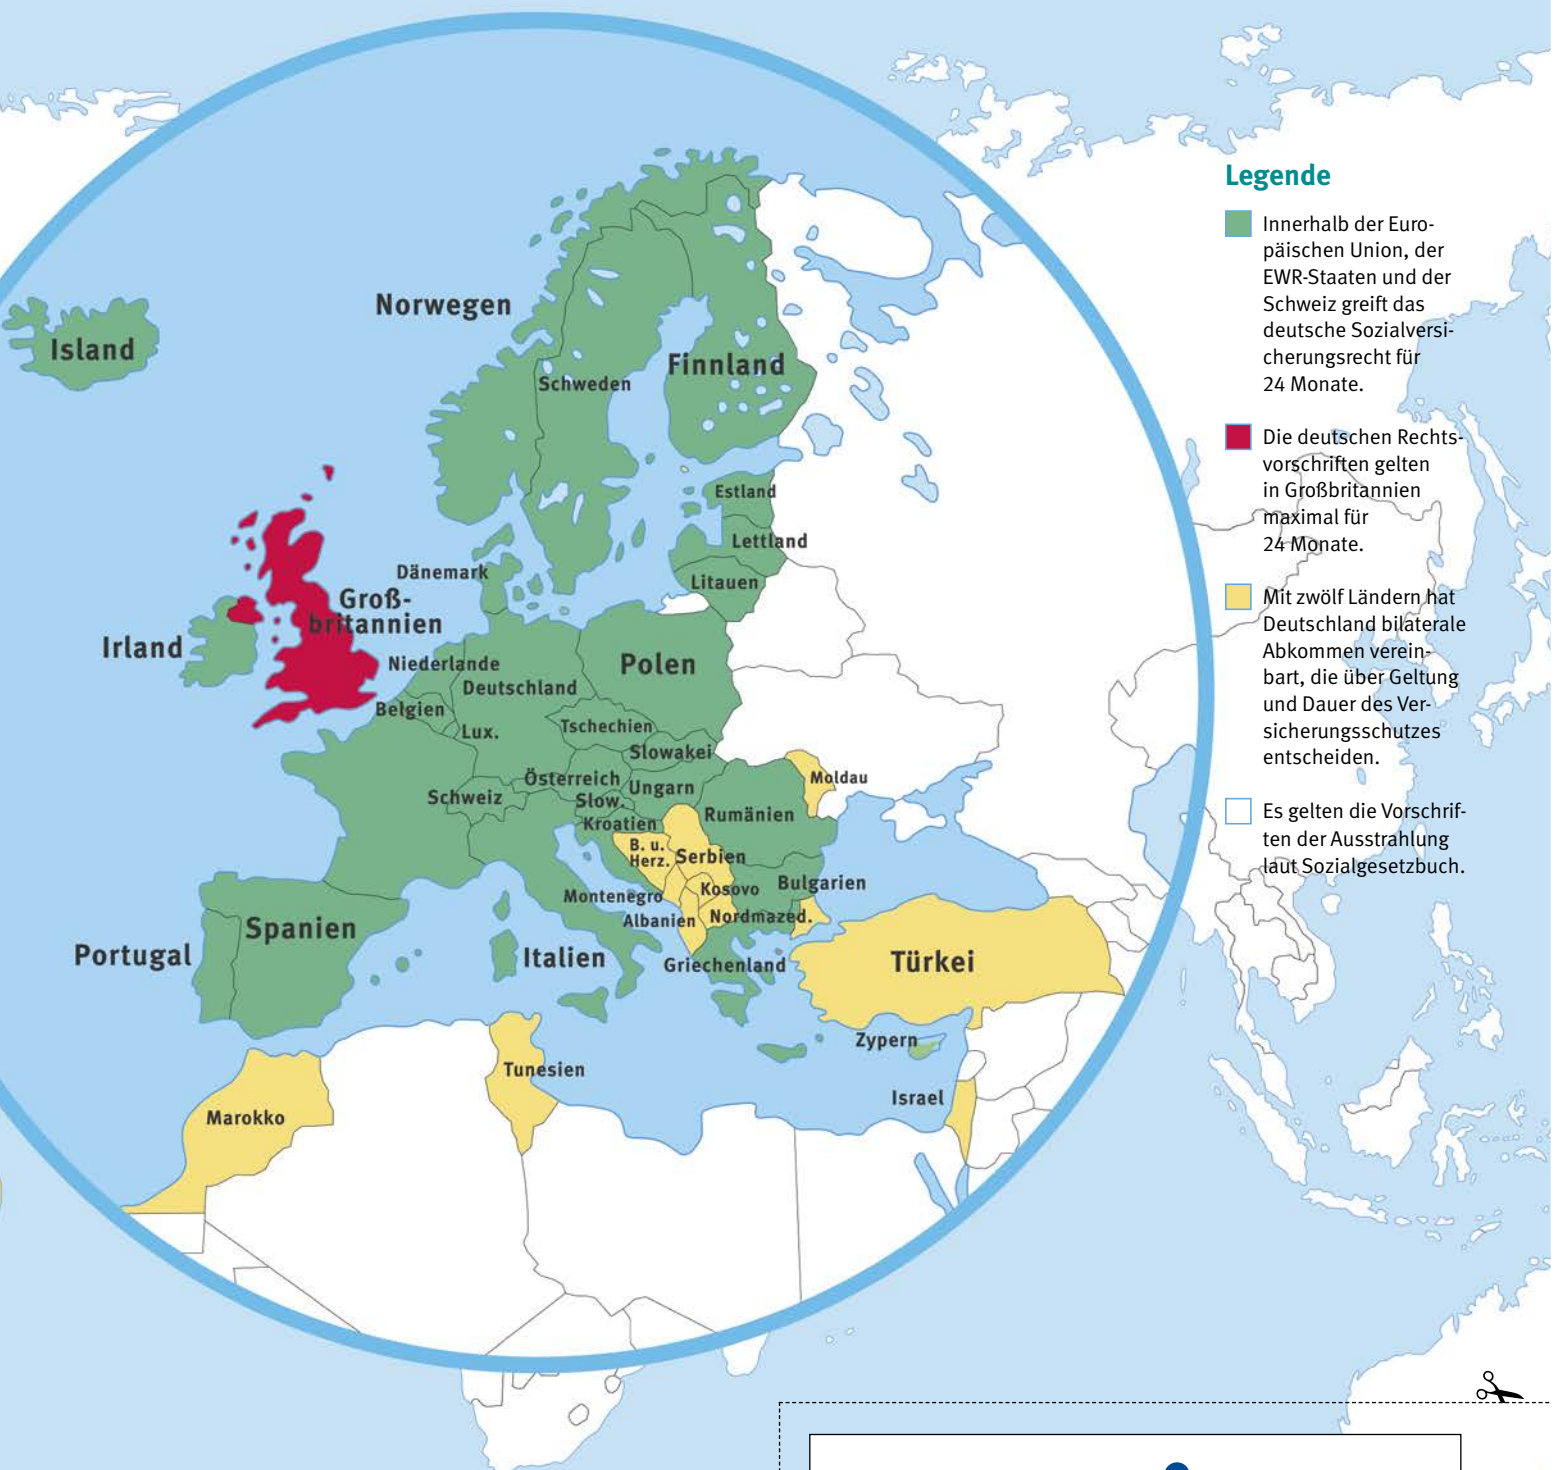 Legende
Innerhalb der Euro-
päischen Union, der
EWR-Staaten und der
Schweiz greift das
deutsche Sozialversi-
cherungsrecht für
24 Monate.
Die deutschen Rechts-
vorschriften gelten
in Großbritannien
maximal für
24 Monate.
Mit zwölf Ländern hat
Deutschland bilaterale
Abkommen verein-
bart, die über Geltung
und Dauer des Ver-
sicherungsschutzes
entscheiden.
Es gelten die Vorschrif-
ten der Ausstrahlung
laut Sozialgesetzbuch.
Island
Norwegen
Schweden
Finnland
Estland
Lettland
Litauen
Dänemark
Groß-
britannien
Irland
Niederlande
Deutschland
Polen
Belgien
Lux.
Tschechien
Slowakei
Österreich
Ungarn
Moldau
Schweiz
Slow.
Kroatien
Rumänien
B. u.
Herz.
Serbien
Montenegro
Kosovo
Bulgarien
Albanien
Nordmazed.
Portugal
Spanien
Italien
Griechenland
Türkei
Zypern
Tunesien
Israel
Marokko